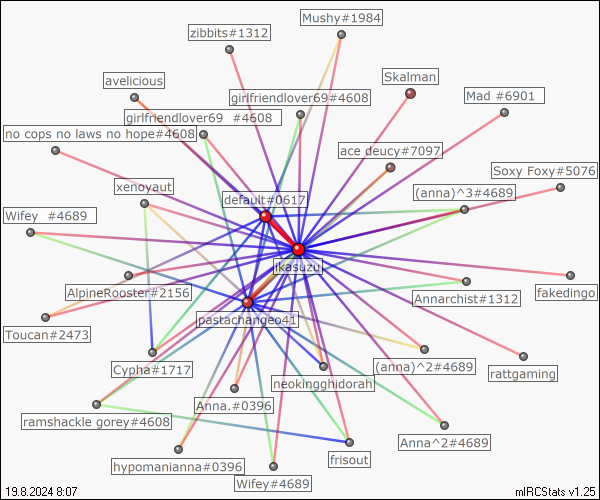 Mushy#1984
zibbits#1312
Skalman
avelicious
girlfriendlover69#4608
Mad #6901
girlfriendlover69 #4608
no cops no laws no hope#4608
ace deucy#7097
Soxy Foxy#5076
xenoyaut
(anna)^3#4689
default#0617
Wifey #4689
ikasuzu
AlpineRooster#2156
Annarchist#1312
fakedingo
pastachangeo41
Toucan#2473
Cypha#1717
(anna)^2#4689
rattgaming
neokingghidorah
Anna.#0396
ramshackle gorey#4608
Anna^2#4689
frisout
hypomanianna#0396
Wifey#4689
19.8.2024 8:07
mIRCStats v1.25